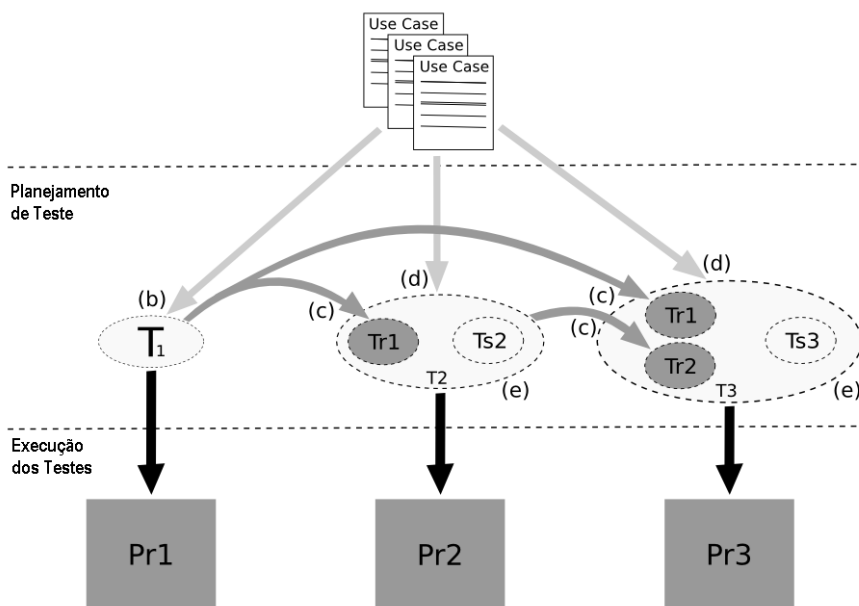 Use Case
Use Case
Use Case
Planejamento
de Teste
(b)
(d)
(d)
(c)
(c)
(c)
T1
Tr1
Ts2
Tr1
Tr2
Ts3
T2
(e)
T3
(e)
Execução
dos Testes
Pr1
Pr2
Pr3